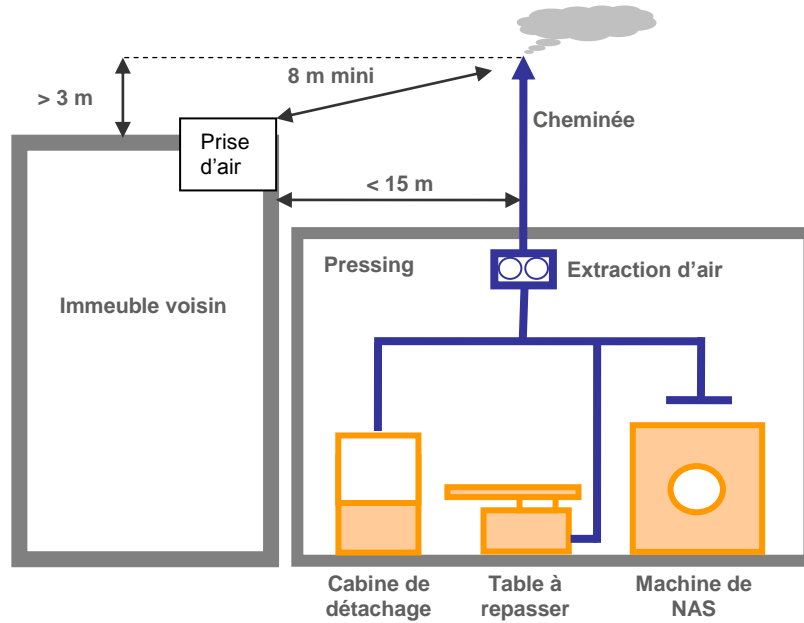 8 m mini
> 3 m
Cheminée
Prise
d'air
< 15 m
Pressing
Extraction d'air
Immeuble voisin
Cabine de
détachage
Table à
repasser
Machine de
NAS